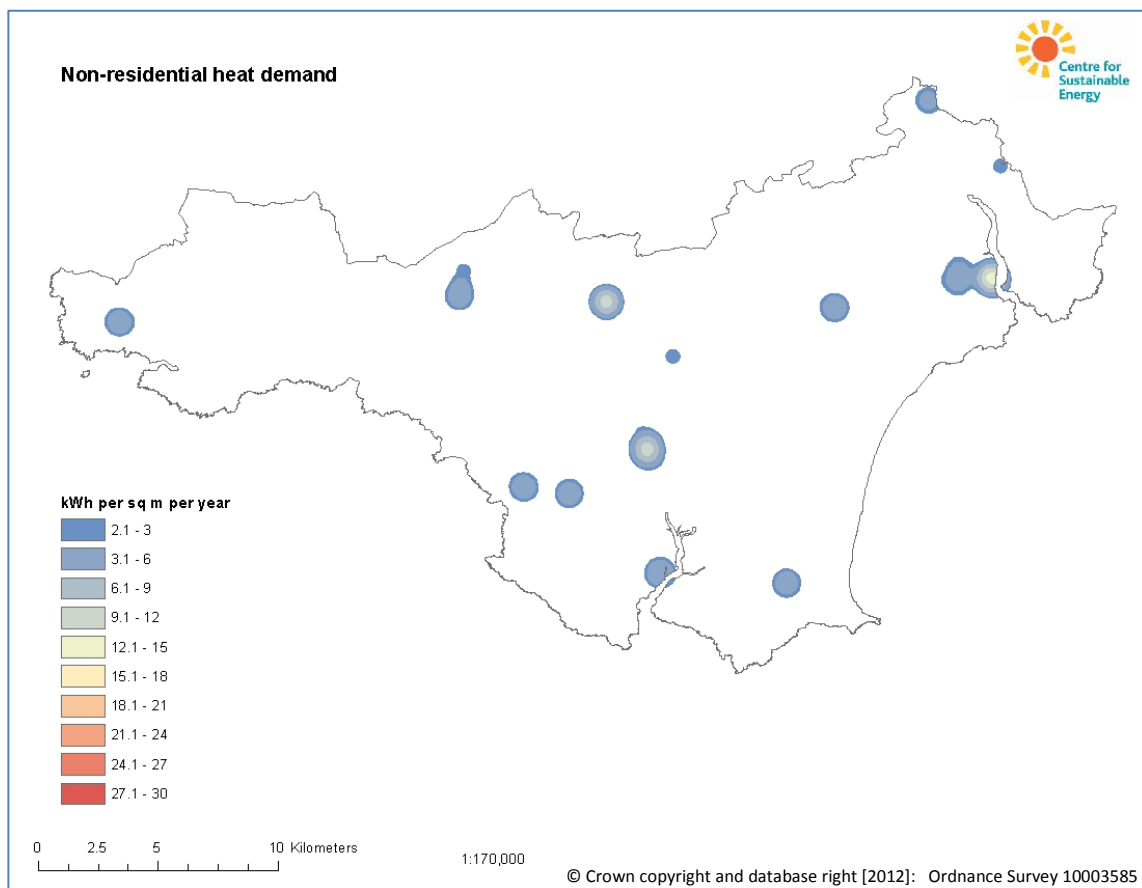 Non-residential heat demand
Centre for
Sustainable
Energy
kWh per sq m per year
2.1 - 3
3.1 - 6
6.1 - 9
9.1 - 12
12.1 - 15
15.1 - 18
18.1 - 21
21.1 - 24
24.1 - 27
27.1 - 30
0 2.5 5 10 Kilometers
1:170,000
© Crown copyright and database right [2012]: Ordnance Survey 10003585